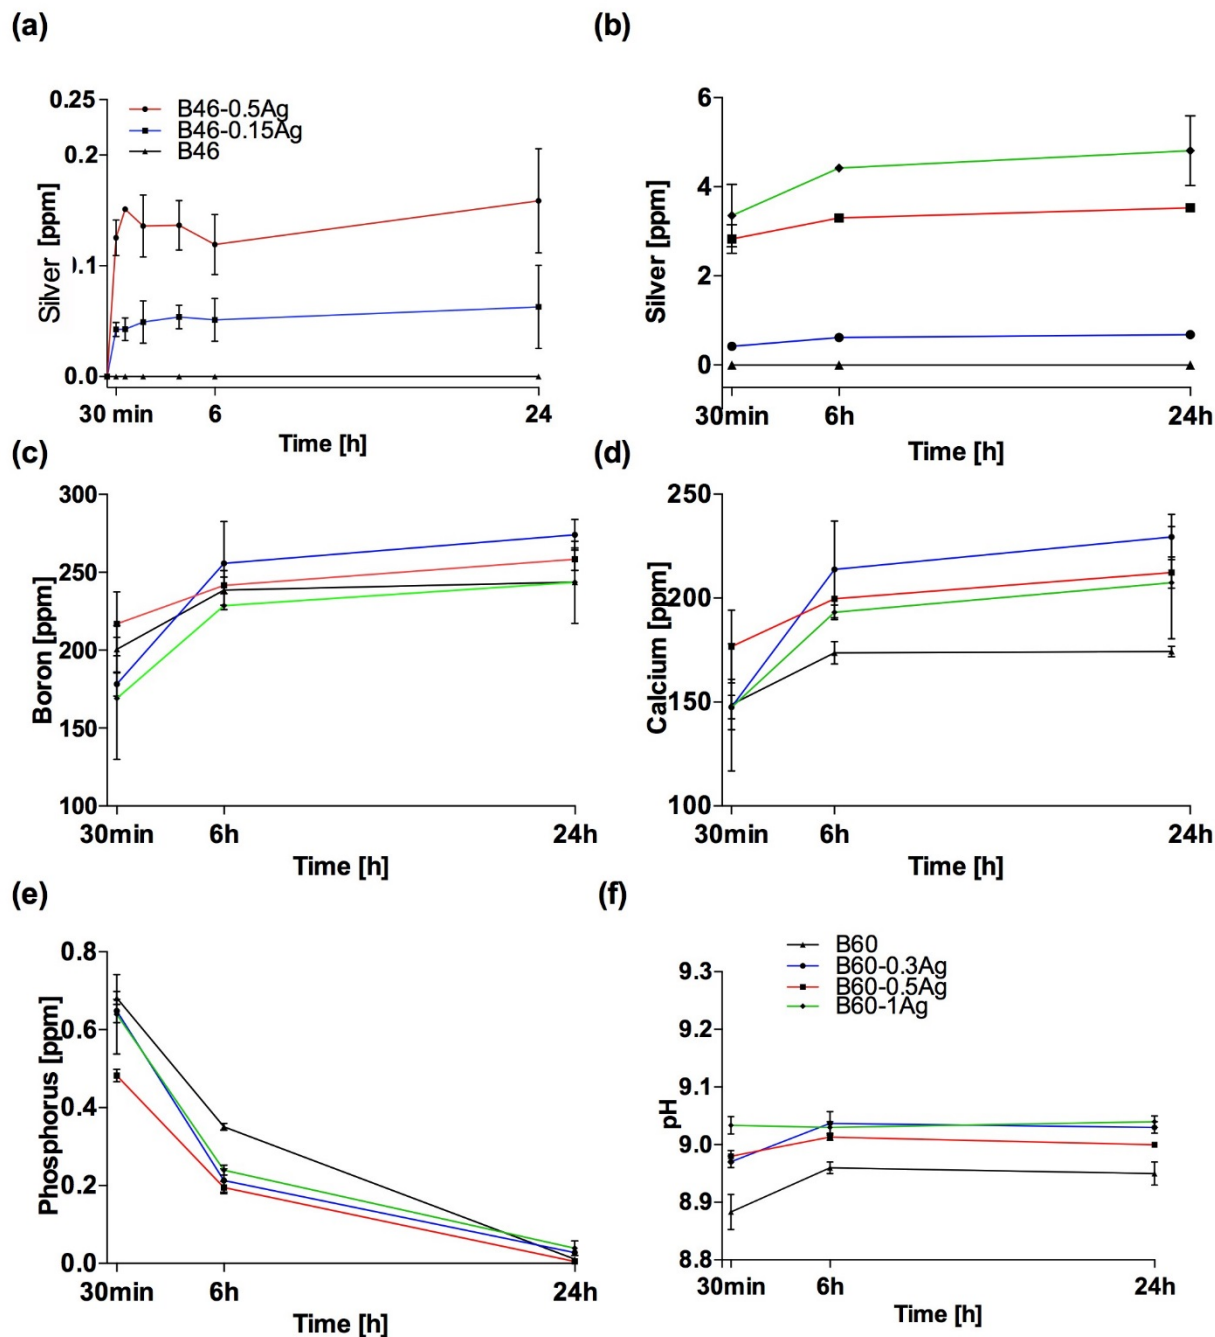 (a)
0.25
B46-0.5Ag
B46-0.15Ag
B46
0.2
Silver [ppm]
0.1
0.0
30 min
6
24
Time [h]
(b)
6
4
2
0
Silver [ppm]
30min
6h
24h
Time [h]
(c)
300
250
200
150
100
Boron [ppm]
30min
6h
24h
Time [h]
(d)
250
200
150
100
Calcium [ppm]
30min
6h
24h
Time [h]
(e)
0.8
0.6
0.4
0.2
0.0
Phosphorus [ppm]
30min
6h
24h
Time [h]
(f)
B60
B60-0.3Ag
B60-0.5Ag
B60-1Ag
9.3
9.2
9.1
9.0
8.9
8.8
pH
30min
6h
24h
Time [h]